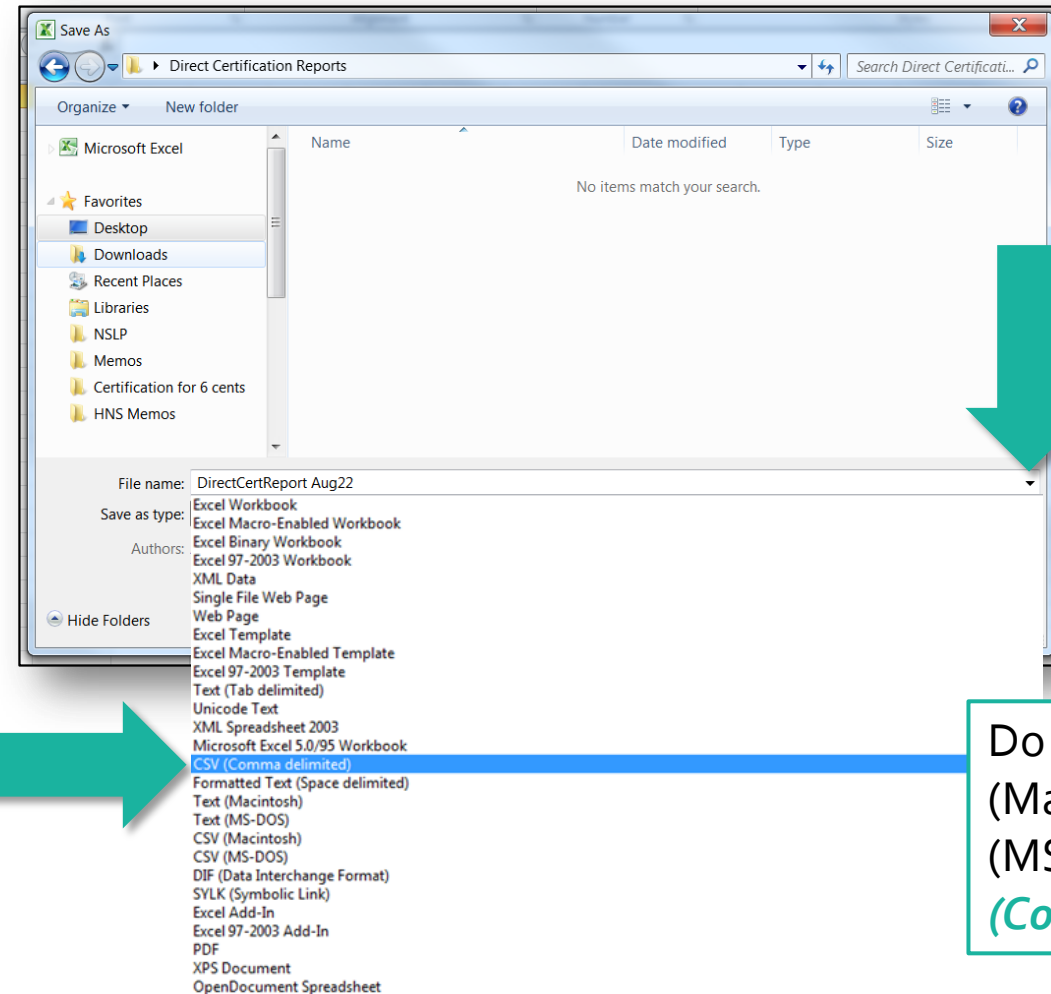 Save As
Direct Certification Reports
Search Direct Certificati...
Organize
New folder
Name
Date modified
Type
Size
No items match your search.
Microsoft Excel
Favorites
Desktop
Downloads
Recent Places
Libraries
NSLP
Memos
Certification for 6 cents
HNS Memos
File name: DirectCertReport Aug22
Save as type:
Authors:
Hide Folders
Excel Workbook
Excel Macro-Enabled Workbook
Excel Binary Workbook
Excel 97-2003 Workbook
XML Data
Single File Web Page
Web Page
Excel Template
Excel Macro-Enabled Template
Excel 97-2003 Template
Text (Tab delimited)
Unicode Text
XML Spreadsheet 2003
Microsoft Excel 5.0/95 Workbook
CSV (Comma delimited)
Formatted Text (Space delimited)
Text (Macintosh)
Text (MS-DOS)
CSV (Macintosh)
CSV (MS-DOS)
DIF (Data Interchange Format)
SYLK (Symbolic Link)
Excel Add-In
Excel 97-2003 Add-In
PDF
XPS Document
OpenDocument Spreadsheet
Do
(Ma
(MS
(Co